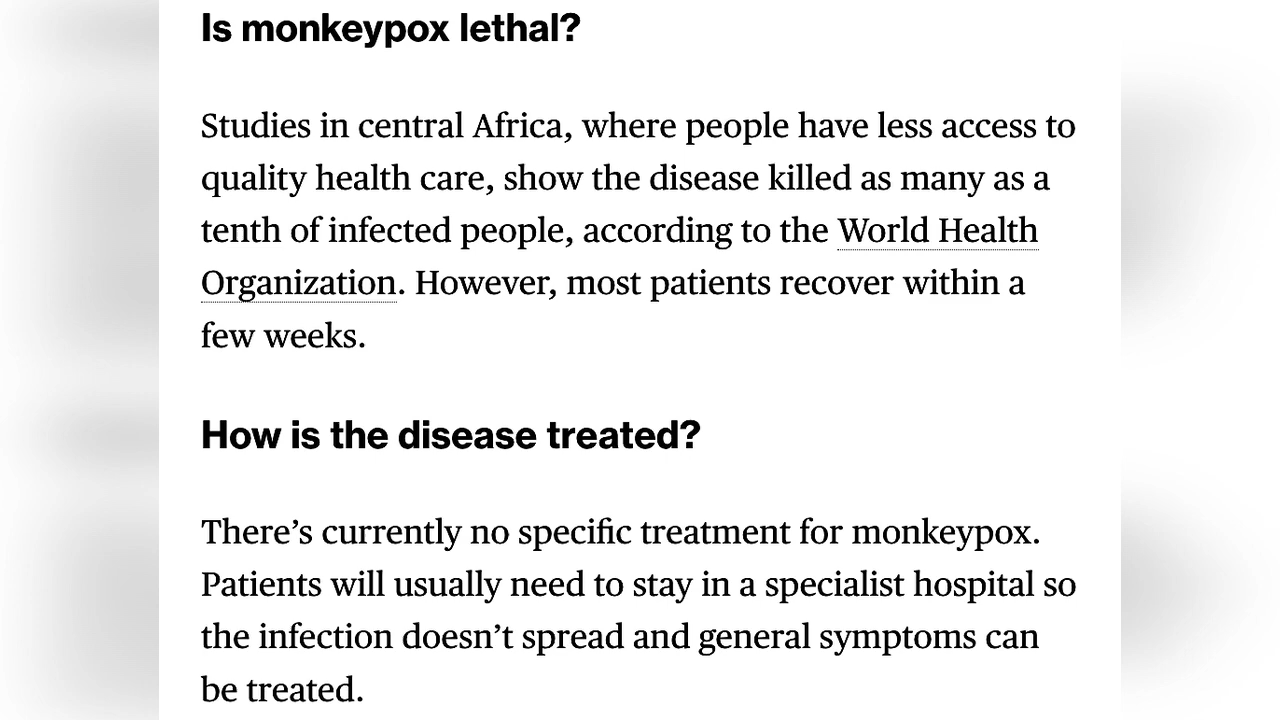 Is monkeypox lethal?
Studies in central Africa, where people have less access to
quality health care, show the disease killed as many as a
tenth of infected people, according to the World Health
Organization. However, most patients recover within a
few weeks.
How is the disease treated?
There’s currently no specific treatment for monkeypox.
Patients will usually need to stay in a specialist hospital so
the infection doesn’t spread and general symptoms can
be treated.